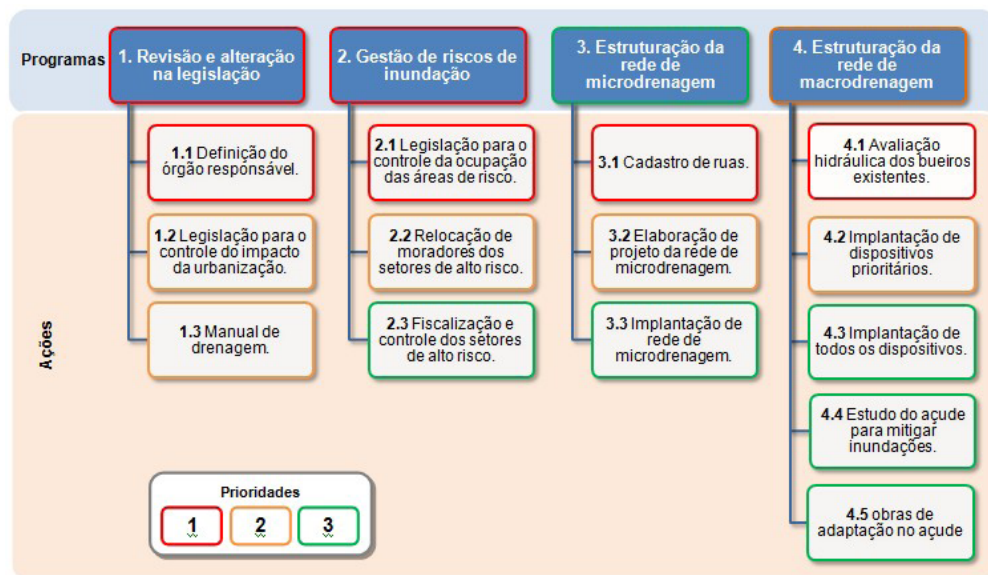 Programas
1. Revisão e alteração
na legislação
2. Gestão de riscos de
inundação
3. Estruturação da
rede de
microdrenagem
4. Estruturação da
rede de
macrodrenagem
Ações
1.1 Definição do
órgão responsável.
1.2 Legislação para o
controle do impacto
da urbanização.
1.3 Manual de
drenagem.
2.1 Legislação para o
controle da ocupação
das áreas de risco.
2.2 Relocação de
moradores dos
setores de alto risco.
2.3 Fiscalização e
controle dos setores
de alto risco.
3.1 Cadastro de ruas.
3.2 Elaboração de
projeto da rede de
microdrenagem.
3.3 Implantação de
rede de
microdrenagem.
4.1 Avaliação
hidráulica dos bueiros
existentes.
4.2 Implantação de
dispositivos
prioritários.
4.3 Implantação de
todos os dispositivos.
4.4 Estudo do açude
para mitigar
inundações.
4.5 obras de
adaptação no açude
Prioridades
1 2 3